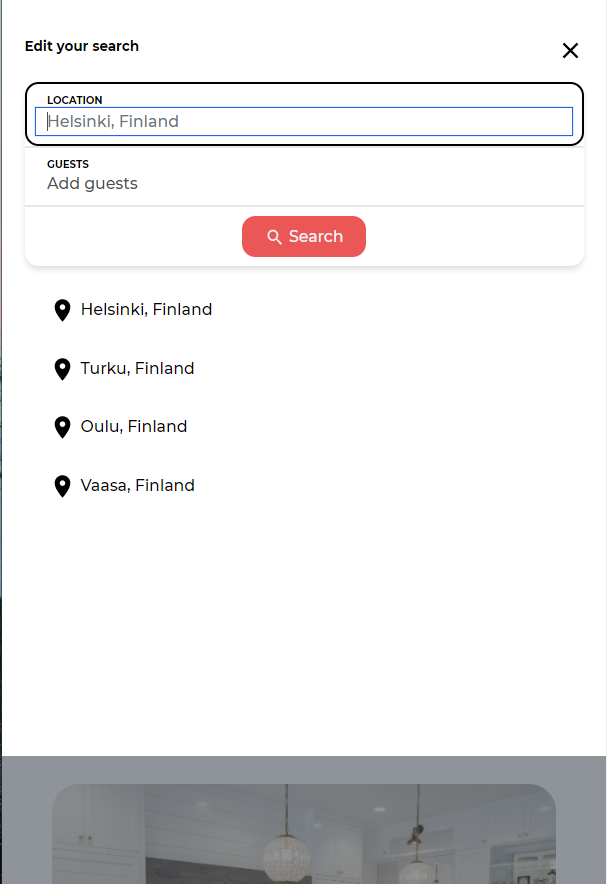 Edit your search
LOCATION
Helsinki, Finland
GUESTS
Add guests
Search
Helsinki, Finland
Turku, Finland
Oulu, Finland
Vaasa, Finland